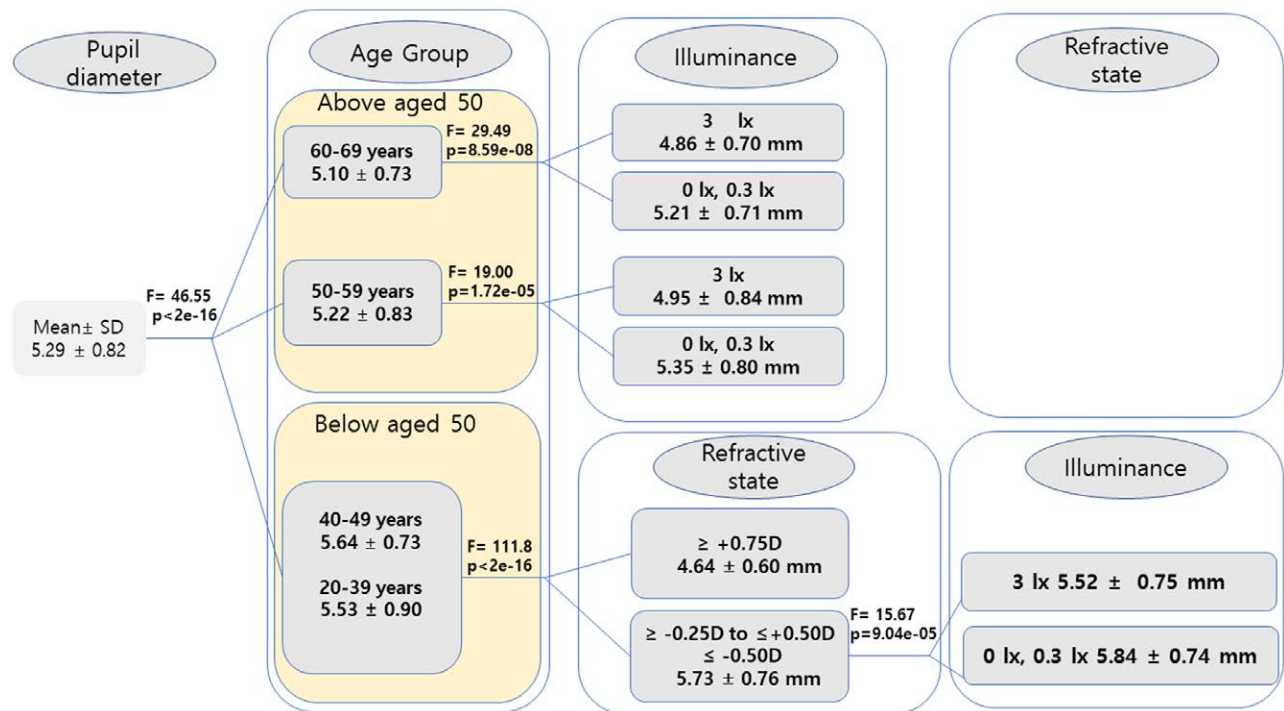 Pupil
diameter
Age Group
Illuminance
Refractive
state
Above aged 50
60-69 years
5.10 ± 0.73
F= 29.49
p=8.59e-08
3 lx
4.86 ± 0.70 mm
0 lx, 0.3 lx
5.21 ± 0.71 mm
50-59 years
5.22 ± 0.83
F= 19.00
p=1.72e-05
3 lx
4.95 ± 0.84 mm
0 lx, 0.3 lx
5.35 ± 0.80 mm
F= 46.55
p<2e-16
Mean± SD
5.29 ± 0.82
Below aged 50
40-49 years
5.64 ± 0.73
20-39 years
5.53 ± 0.90
F= 111.8
p<2e-16
Refractive
state
≥ +0.75D
4.64 ± 0.60 mm
≥ -0.25D to ≤+0.50D
≤ -0.50D
5.73 ± 0.76 mm
F= 15.67
p=9.04e-05
Illuminance
3 lx 5.52 ± 0.75 mm
0 lx, 0.3 lx 5.84 ± 0.74 mm